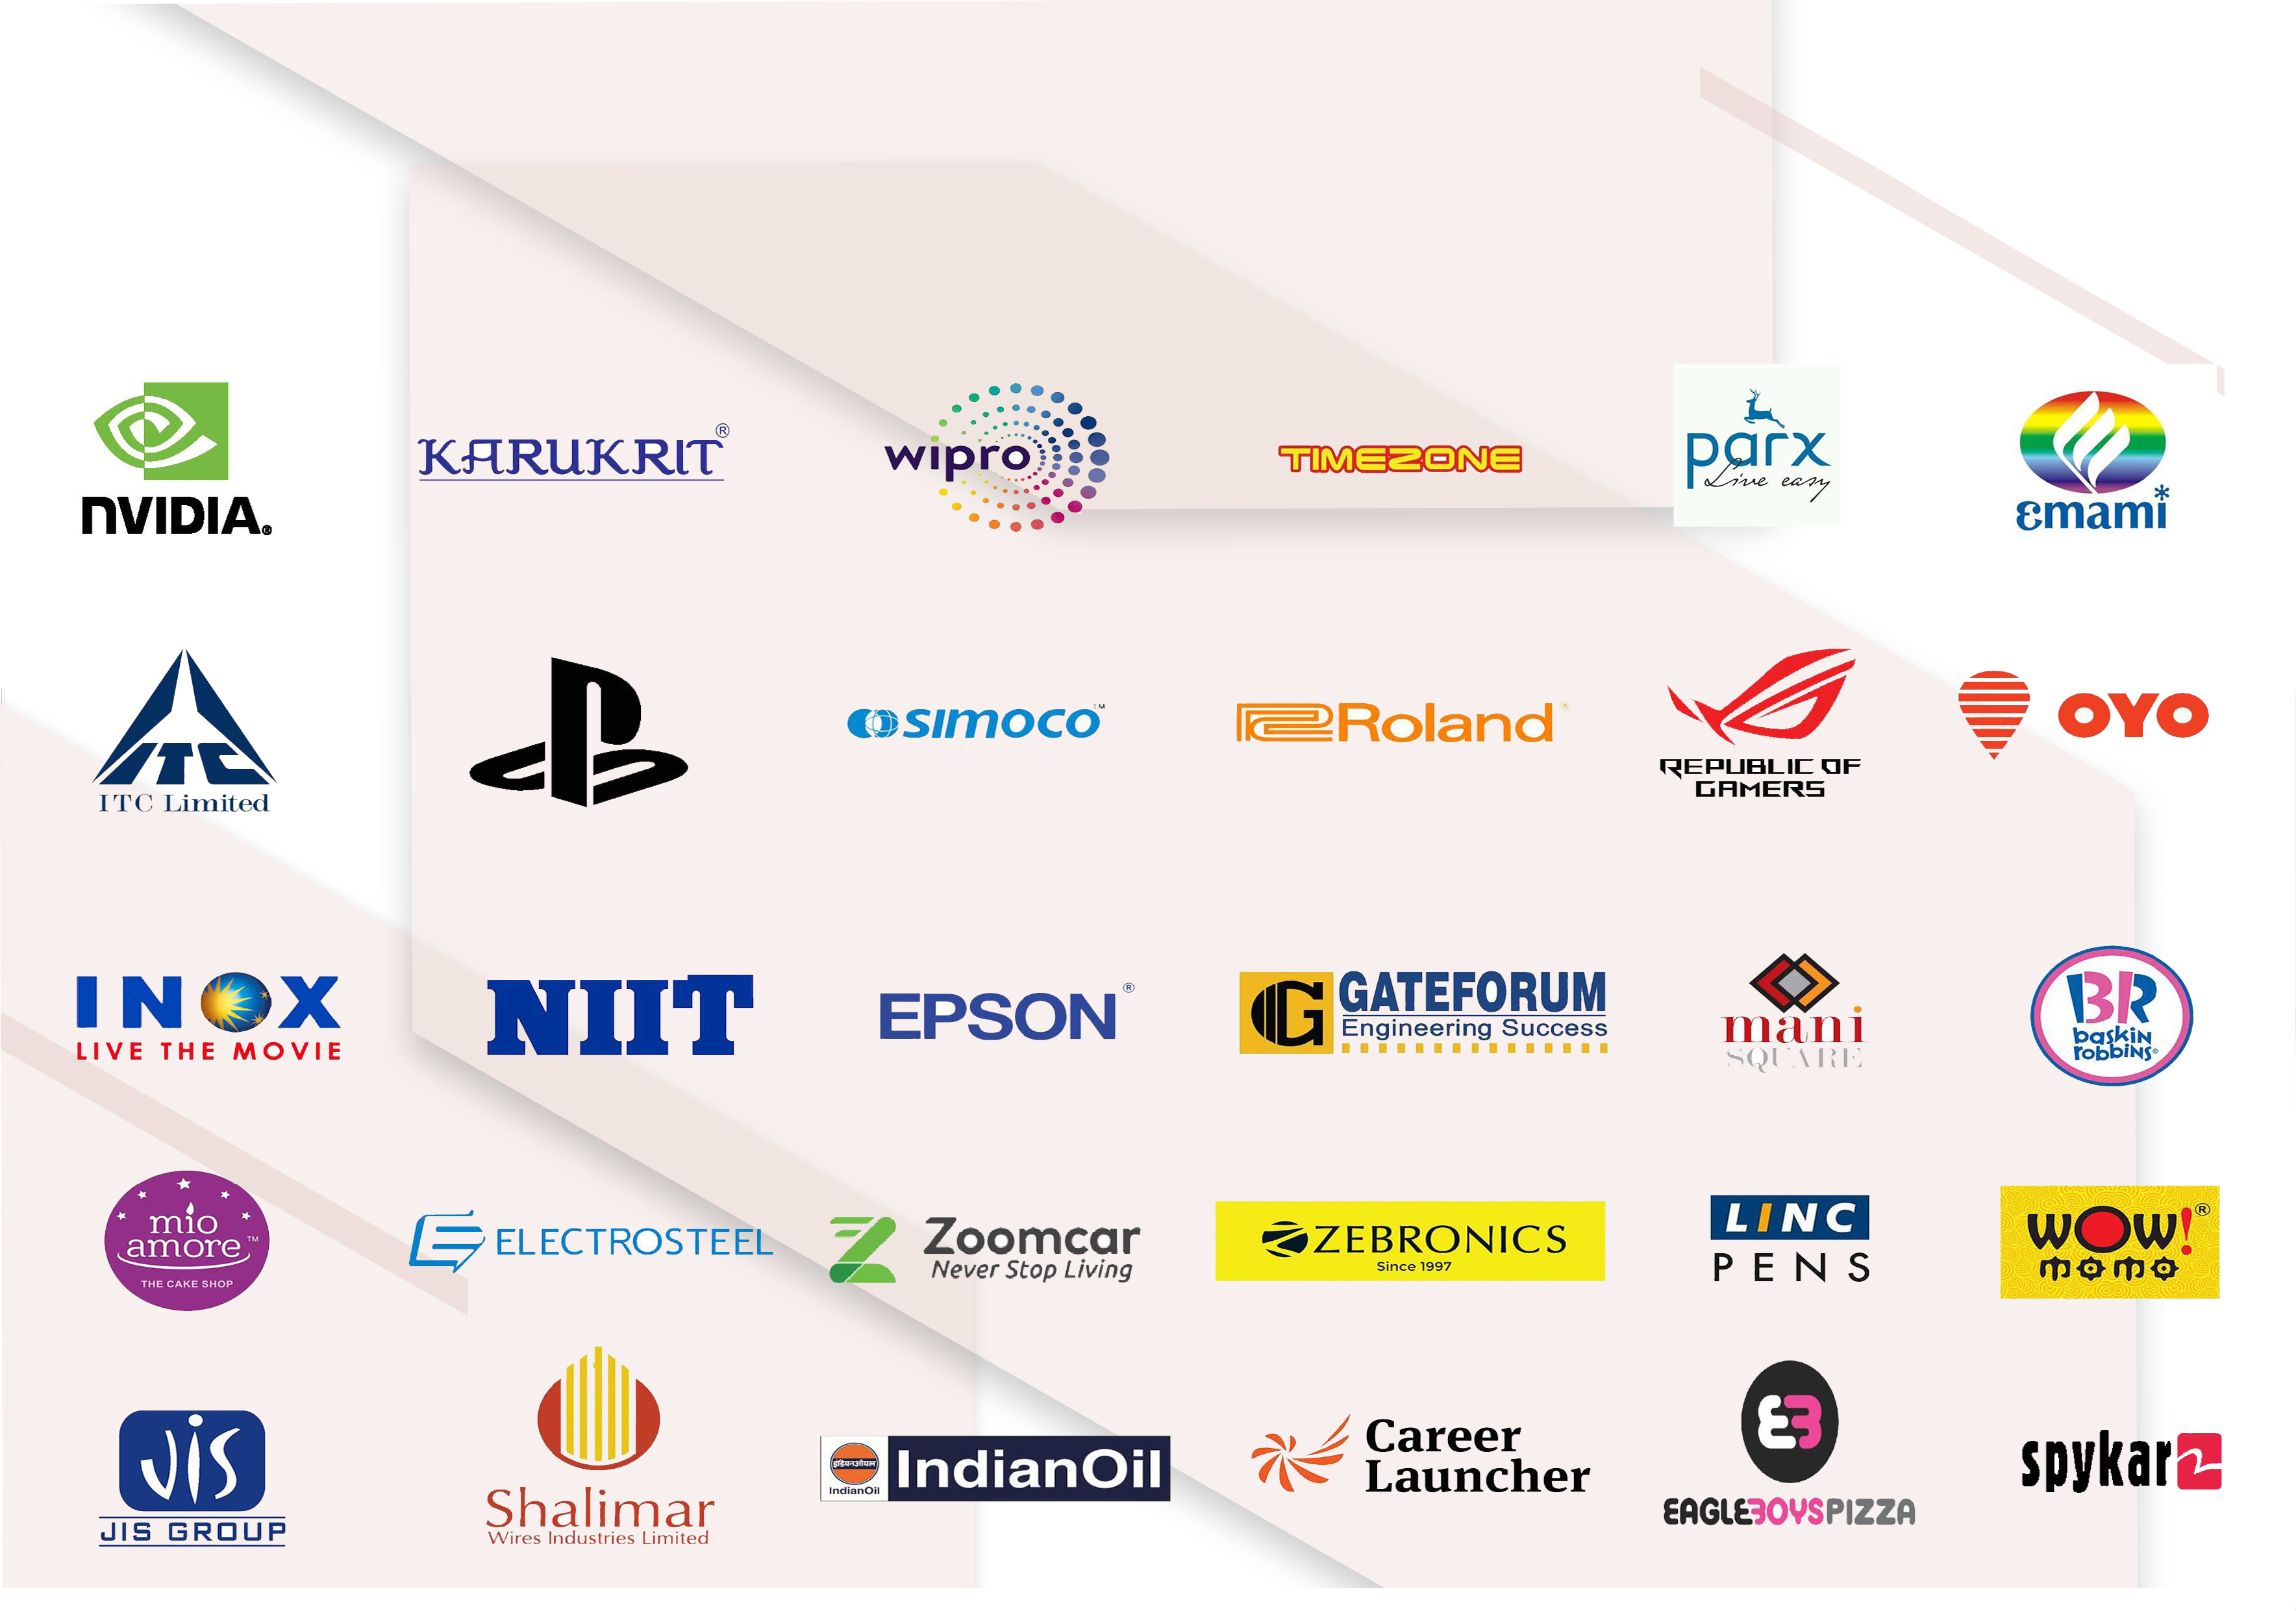 NVIDIA®
KARUKRIT®
wipro
TIMEZONE
parx
Live easy
emami*
ITC
ITC Limited
simoco™
Roland®
REPUBLIC OF
GAMERS
OYO
INOX
LIVE THE MOVIE
NIIT
EPSON®
G GATEFORUM
Engineering Success
mani
SQUARE
BR
baskin
robbins®
mio
amore™
THE CAKE SHOP
ELECTROSTEEL
Zoomcar
Never Stop Living
ZEBRONICS
Since 1997
LINC
PENS
WOW!®
MOMO
JIS
JIS GROUP
Shalimar
Wires Industries Limited
इंडियनऑयल
IndianOil
IndianOil
Career
Launcher
EAGLEBOYSPIZZA
spykar